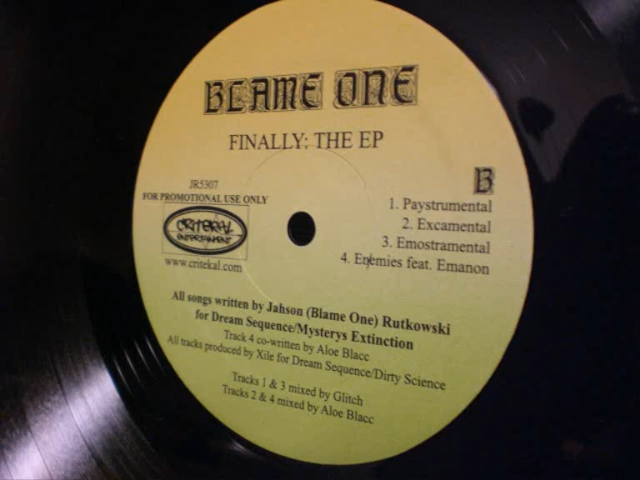 BLAME ONE
FINALLY: THE EP
B
JR5307
FOR PROMOTIONAL USE ONLY
CRITEKAL
ENTERTAINMENT
www.critekal.com
1. Paystrumental
2. Excamental
3. Emostramental
4. Enemies feat. Emanon
All songs written by Jahson (Blame One) Rutkowski
for Dream Sequence/Mysterys Extinction
Track 4 co-written by Aloe Blacc
All tracks produced by Xile for Dream Sequence/Dirty Science
Tracks 1 & 3 mixed by Glitch
Tracks 2 & 4 mixed by Aloe Blacc